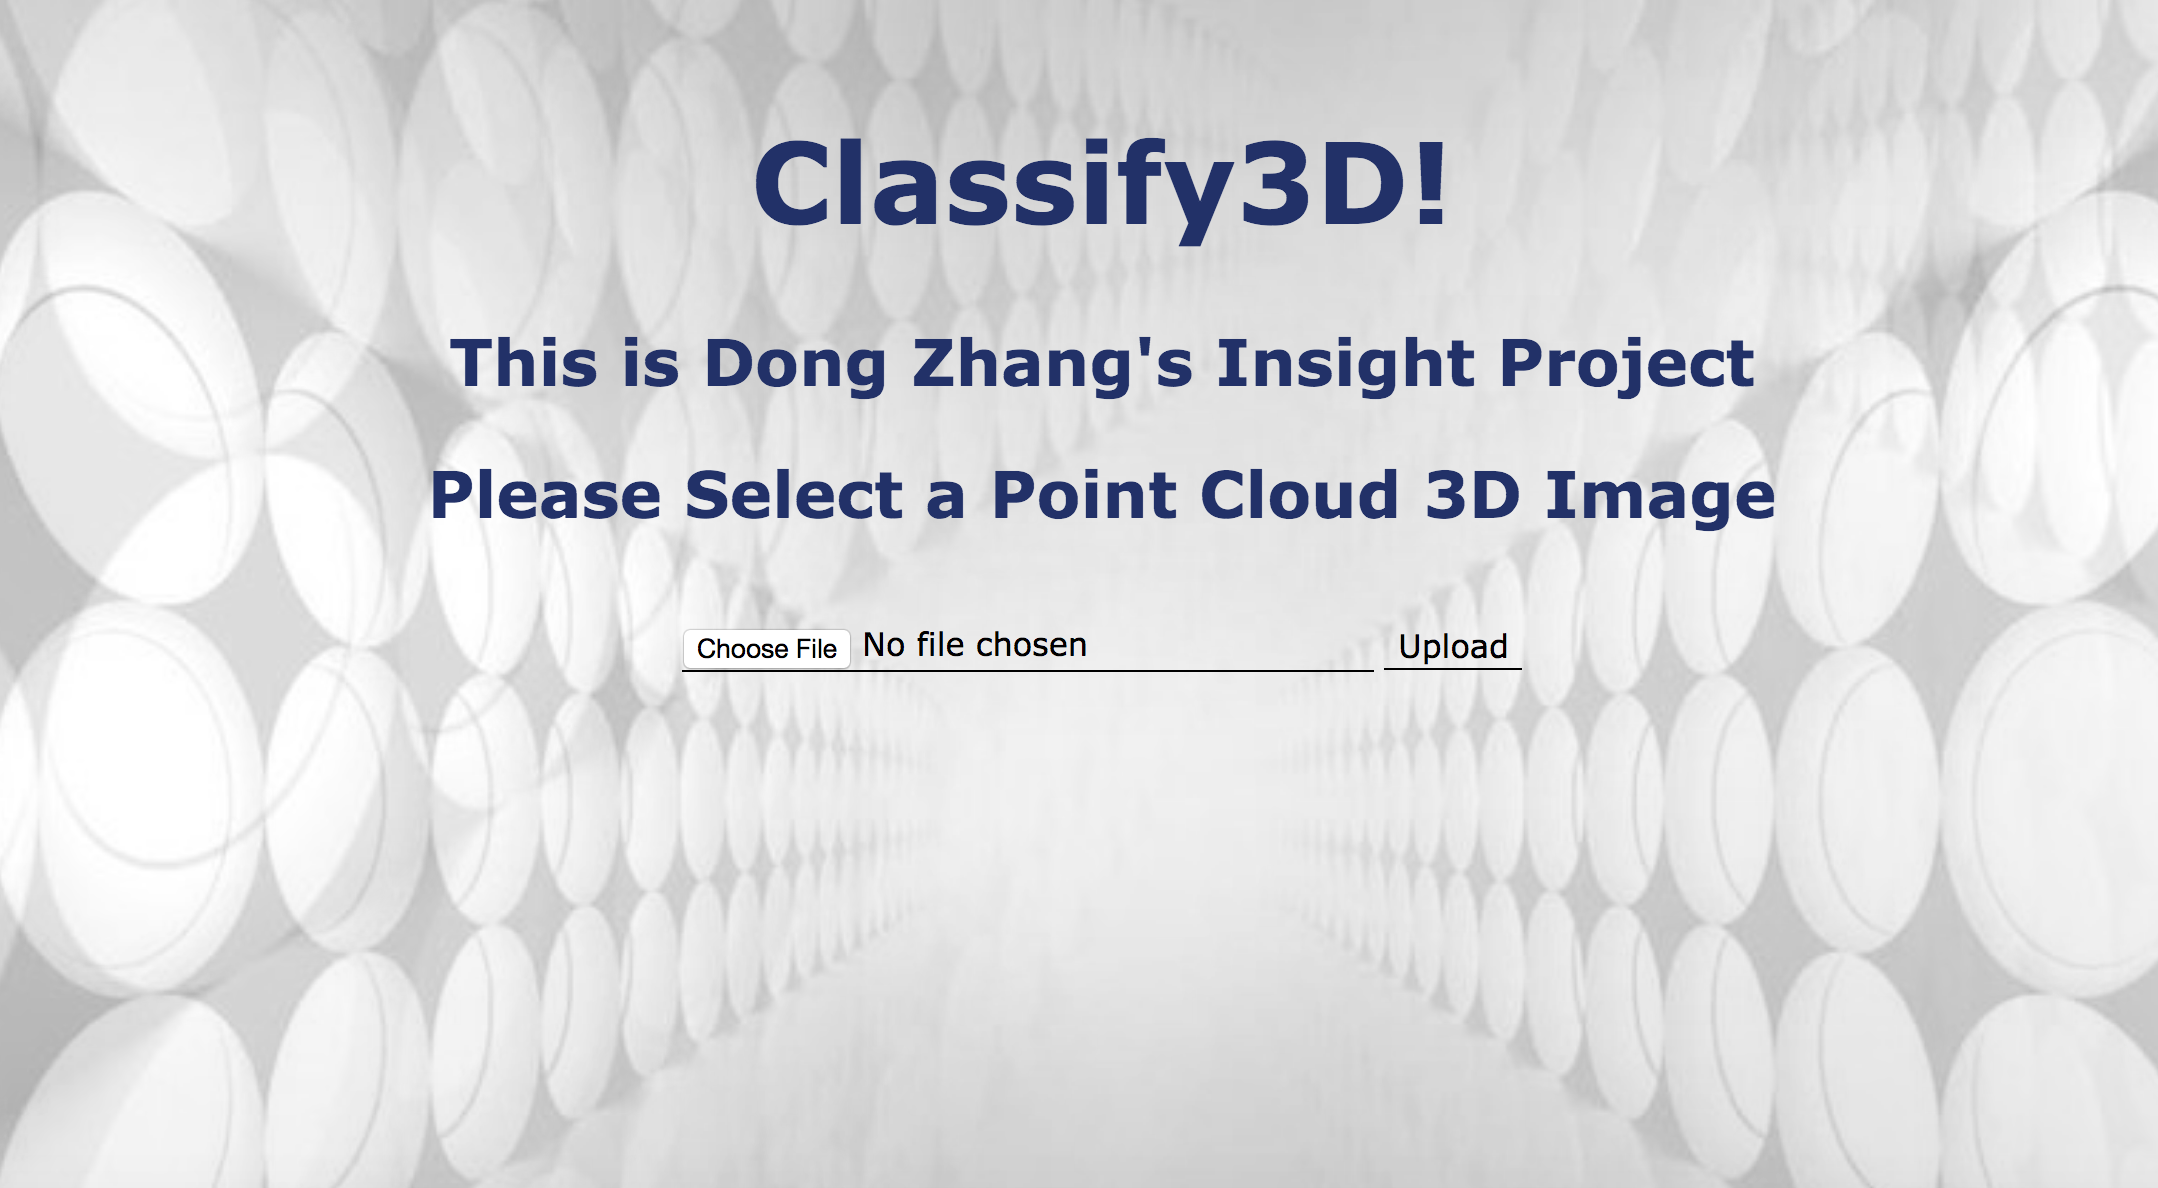 Classify3D!
This is Dong Zhang's Insight Project
Please Select a Point Cloud 3D Image
Choose File No file chosen Upload